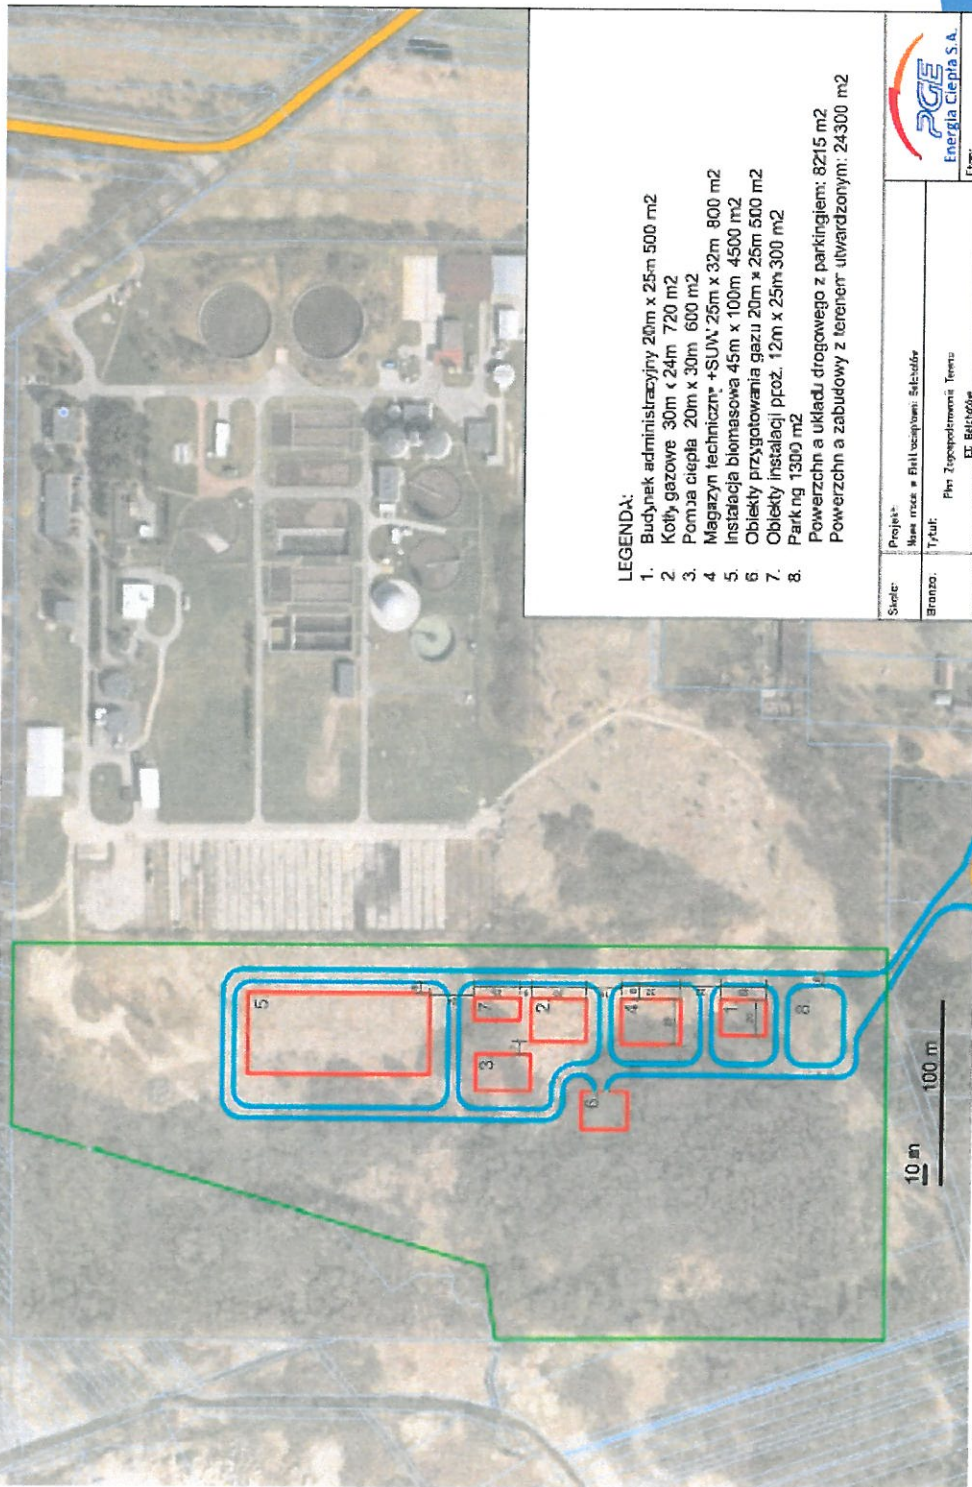 LEGENDA:
1. Budynek administracyjny 20m x 25m 500 m2
2 Kotły gazowe 30m x 24m 720 m2
3. Pompa ciepła 20m x 30m 600 m2
4 Magazyn techniczny +SUW 25m x 32m 800 m2
5. Instalacja biomasowa 45m x 100m 4500 m2
6 Obiekty przygotowania gazu 20m x 25m 500 m2
7. Obiekty instalacji ppoż. 12m x 25m 300 m2
8. Parking 1300 m2
Powerzchn a układu drogowego z parkingiem: 8215 m2
Powerzchn a zabudowy z terenem utwardzonym: 24300 m2
Skala:
Projekt:
Branża:
Tytuł:
Plan Zagospodarowania Terenu
EC Bełchatów
PGE
Energia Ciepła S.A.
5
7
3
2
6
4
1
8
10 m
100 m